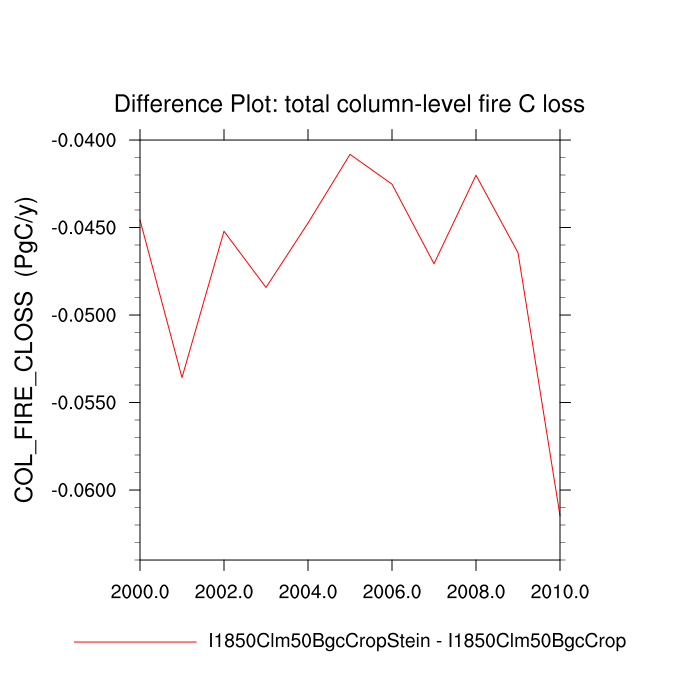 Difference Plot: total column-level fire C loss
COL_FIRE_CLOSS (PgC/y)
-0.0400
-0.0450
-0.0500
-0.0550
-0.0600
2000.0 2002.0 2004.0 2006.0 2008.0 2010.0
I1850Clm50BgcCropStein - I1850Clm50BgcCrop